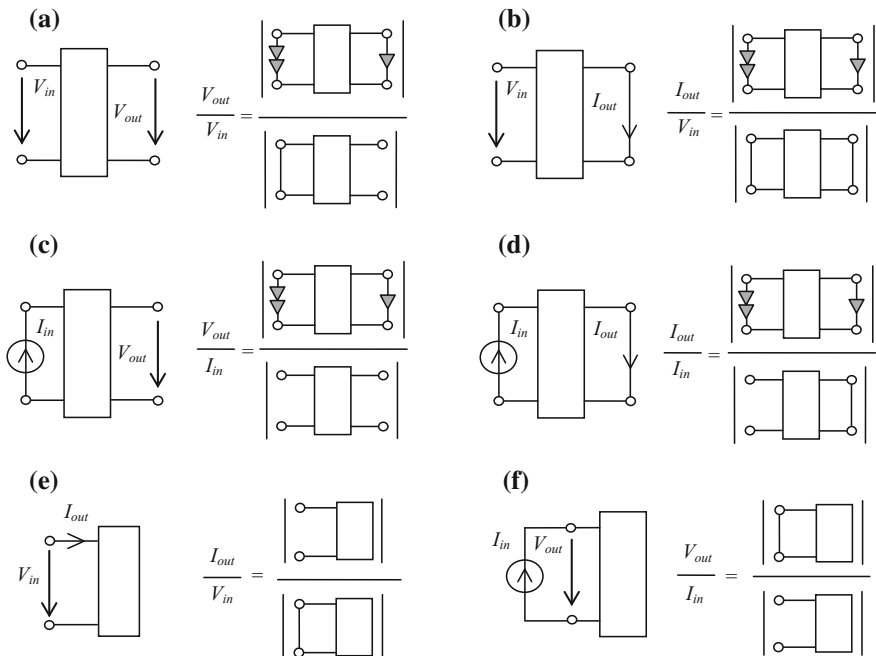 (a)
V_in
V_out
V_out / V_in =
(b)
V_in
I_out
I_out / V_in =
(c)
I_in
V_out
V_out / I_in =
(d)
I_in
I_out
I_out / I_in =
(e)
I_out
V_in
I_out / V_in =
(f)
I_in
V_out
V_out / I_in =